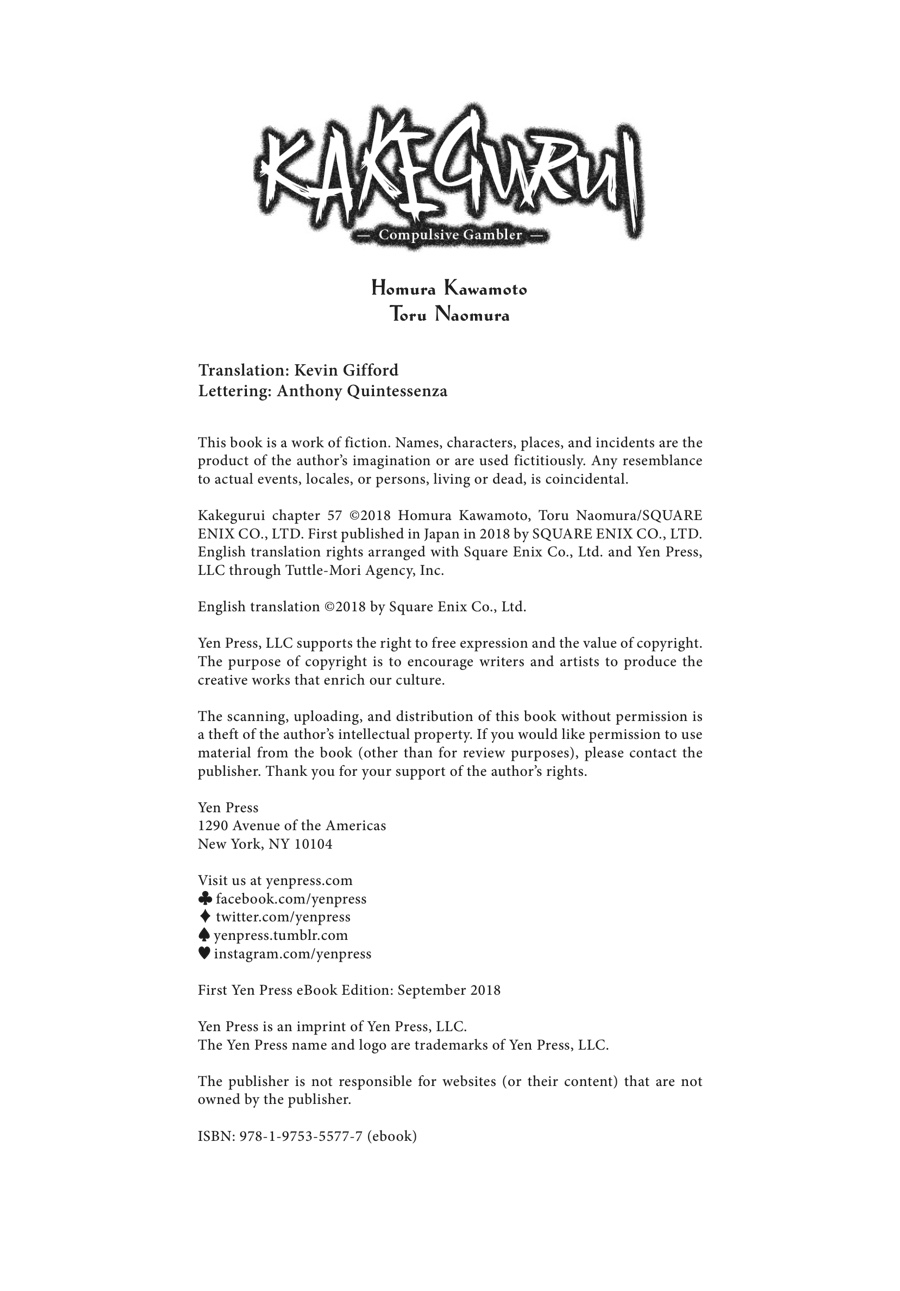 KAKEGURUI
— Compulsive Gambler —
Homura Kawamoto
Toru Naomura
Translation: Kevin Gifford
Lettering: Anthony Quintessenza
This book is a work of fiction. Names, characters, places, and incidents are the
product of the author’s imagination or are used fictitiously. Any resemblance
to actual events, locales, or persons, living or dead, is coincidental.
Kakegurui chapter 57 ©2018 Homura Kawamoto, Toru Naomura/SQUARE
ENIX CO., LTD. First published in Japan in 2018 by SQUARE ENIX CO., LTD.
English translation rights arranged with Square Enix Co., Ltd. and Yen Press,
LLC through Tuttle-Mori Agency, Inc.
English translation ©2018 by Square Enix Co., Ltd.
Yen Press, LLC supports the right to free expression and the value of copyright.
The purpose of copyright is to encourage writers and artists to produce the
creative works that enrich our culture.
The scanning, uploading, and distribution of this book without permission is
a theft of the author’s intellectual property. If you would like permission to use
material from the book (other than for review purposes), please contact the
publisher. Thank you for your support of the author’s rights.
Yen Press
1290 Avenue of the Americas
New York, NY 10104
Visit us at yenpress.com
♣ facebook.com/yenpress
♦ twitter.com/yenpress
♠ yenpress.tumblr.com
♥ instagram.com/yenpress
First Yen Press eBook Edition: September 2018
Yen Press is an imprint of Yen Press, LLC.
The Yen Press name and logo are trademarks of Yen Press, LLC.
The publisher is not responsible for websites (or their content) that are not
owned by the publisher.
ISBN: 978-1-9753-5577-7 (ebook)